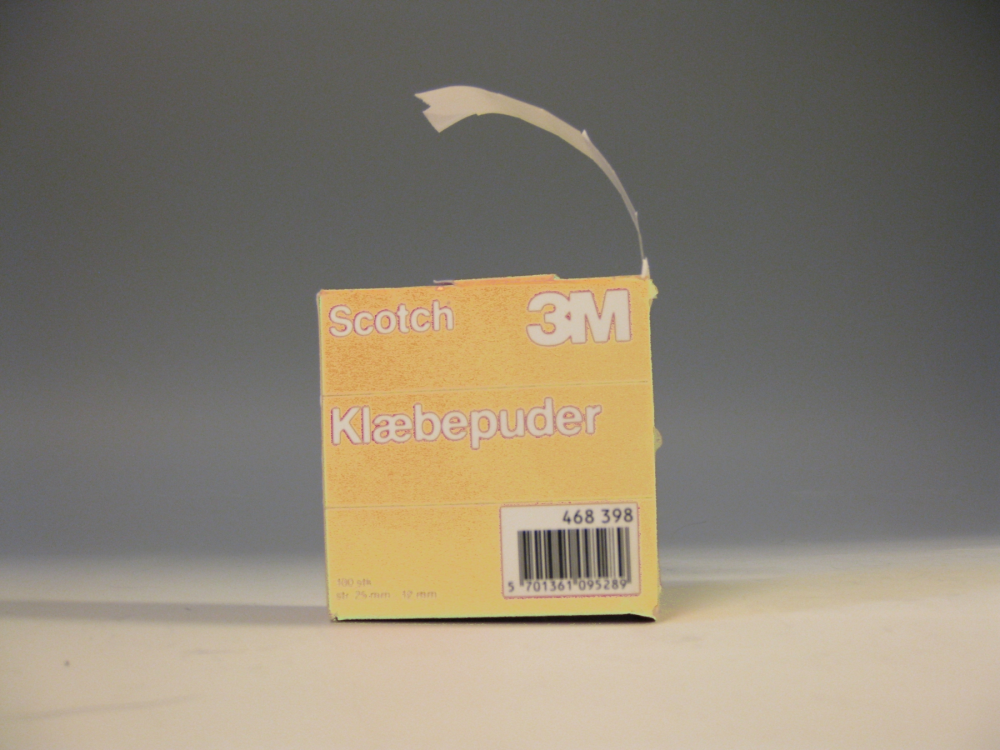 Scotch 3M
Klæbepuder
468 398
5 701361 095289
100 stk
str. 25 mm 12 mm